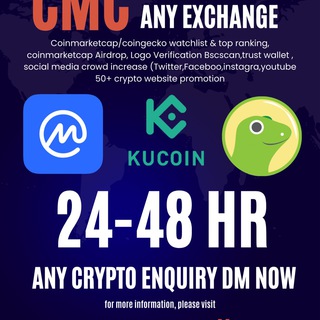 CMC ANY EXCHANGE
Coinmarketcap/coingecko watchlist & top ranking,
coinmarketcap Airdrop, Logo Verification Bscscan,trust wallet ,
social media crowd increase (Twitter,Faceboo,instagra,youtube
50+ crypto website promotion
KUCOIN
24-48 HR
ANY CRYPTO ENQUIRY DM NOW
for more information, please visit